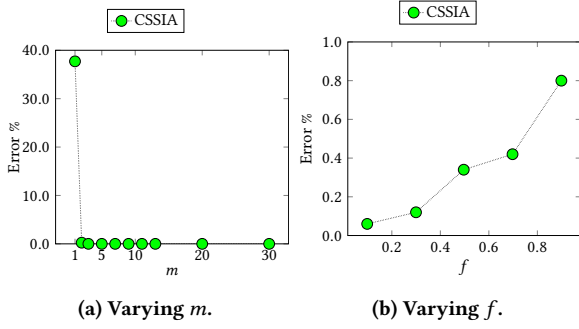 CSSIA
40.0
30.0
20.0
10.0
0.0
Error %
1 5 10 20 30
m
(a) Varying m.
CSSIA
1.0
0.8
0.6
0.4
0.2
0.0
Error %
0.2 0.4 0.6 0.8
f
(b) Varying f.